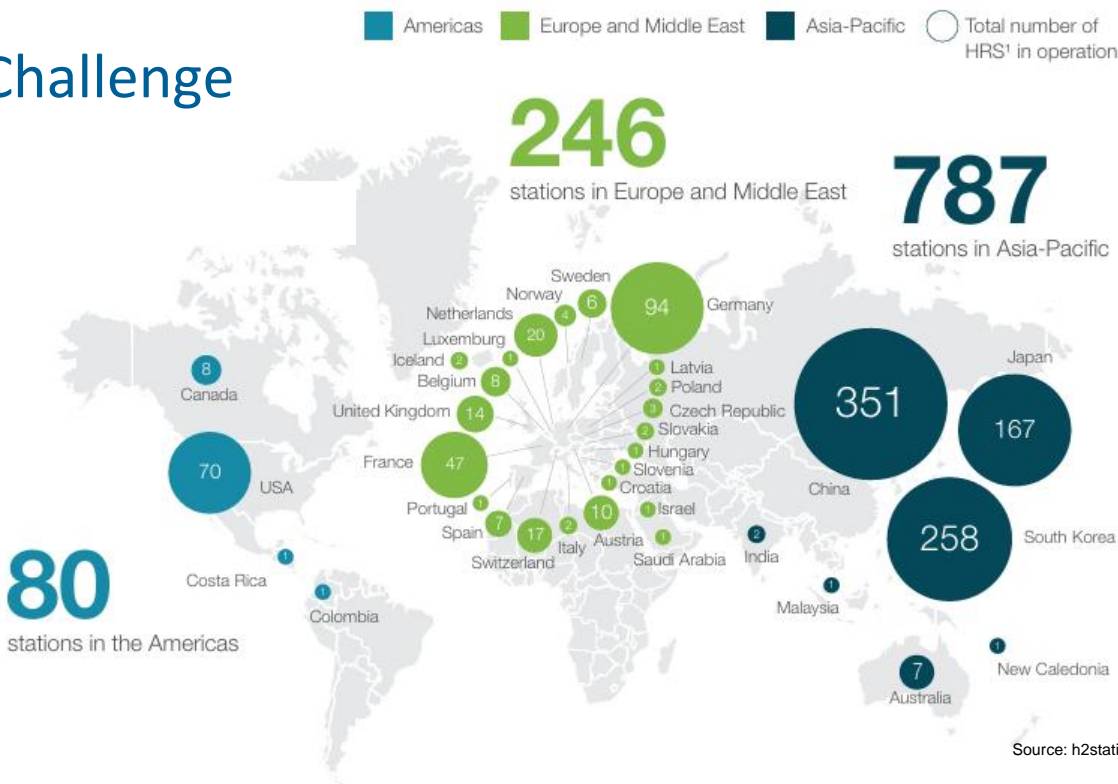 Americas
Europe and Middle East
Asia-Pacific
Total number of
HRS¹ in operation
Challenge
246
stations in Europe and Middle East
787
stations in Asia-Pacific
Sweden
6
Norway
4
94
Germany
Netherlands
20
Luxemburg
1
Iceland
2
Belgium
8
United Kingdom
14
France
47
Portugal
1
Spain
7
Switzerland
17
Italy
2
Austria
10
1
Latvia
2
Poland
3
Czech Republic
2
Slovakia
1
Hungary
1
Slovenia
1
Croatia
1
Israel
1
Saudi Arabia
8
Canada
70
USA
1
Costa Rica
1
Colombia
80
stations in the Americas
351
China
Japan
167
258
South Korea
2
India
1
Malaysia
1
New Caledonia
7
Australia
Source: h2stati